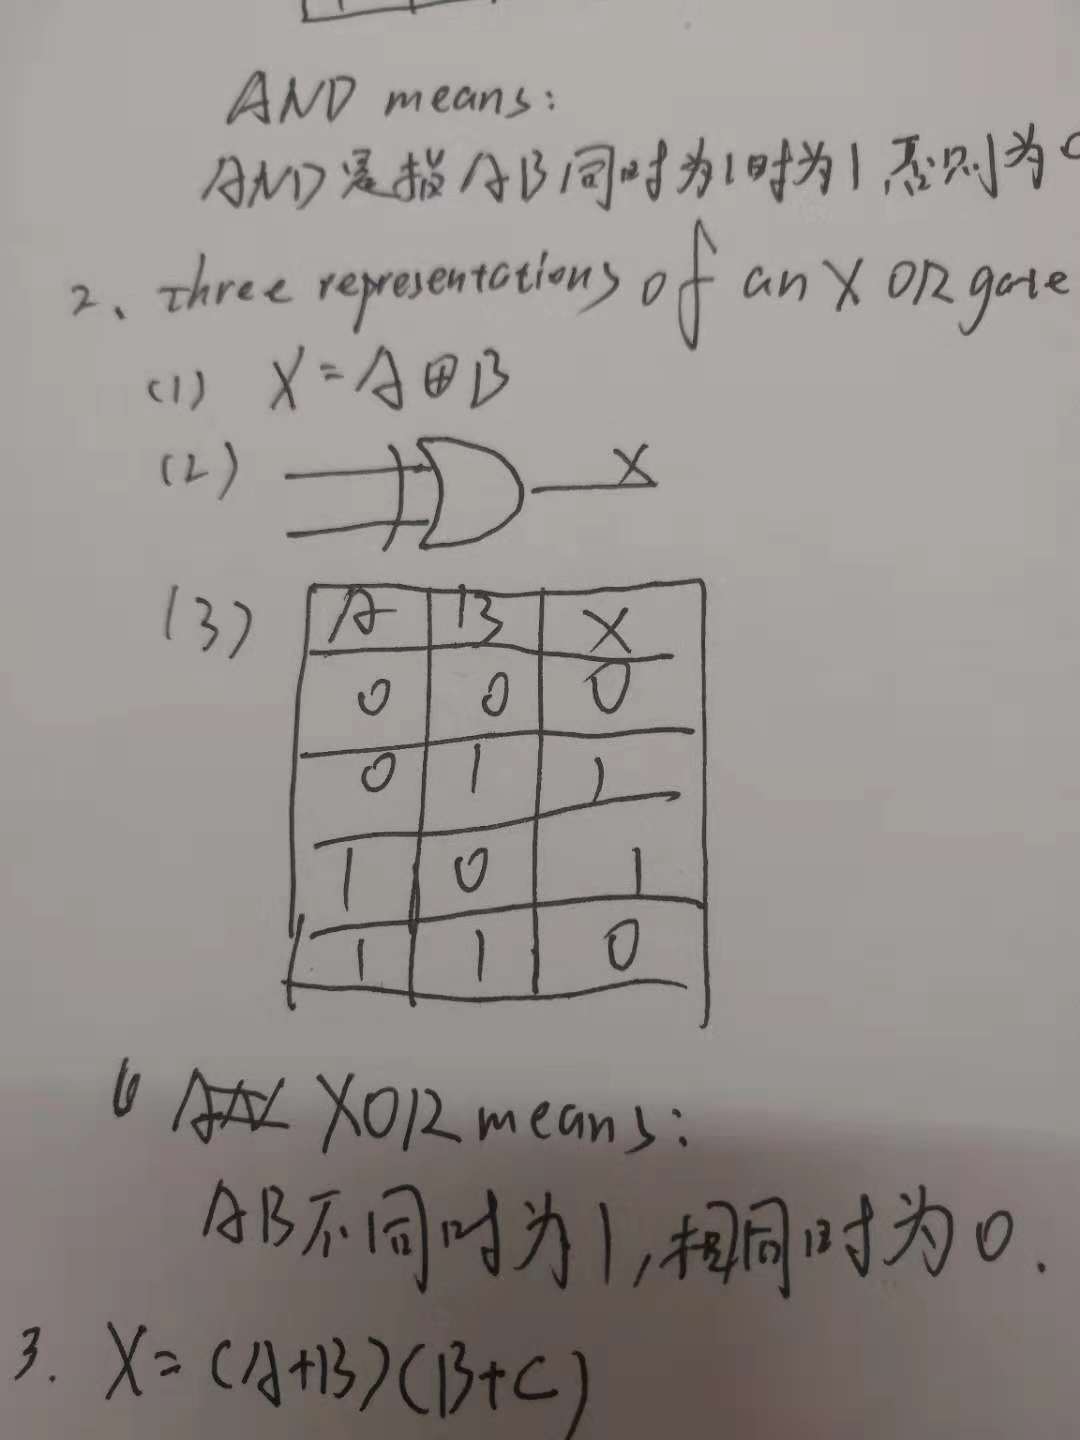 AND means:
AND是指AB同时为1时为1 否则为0
2、three representations of an XOR gate
(1) X=A⊕B
(2) X
(3) A B X
0 0 0
0 1 1
1 0 1
1 1 0
XOR means:
AB不同时为1,相同时为0.
3. X=(A+B)(B+C)